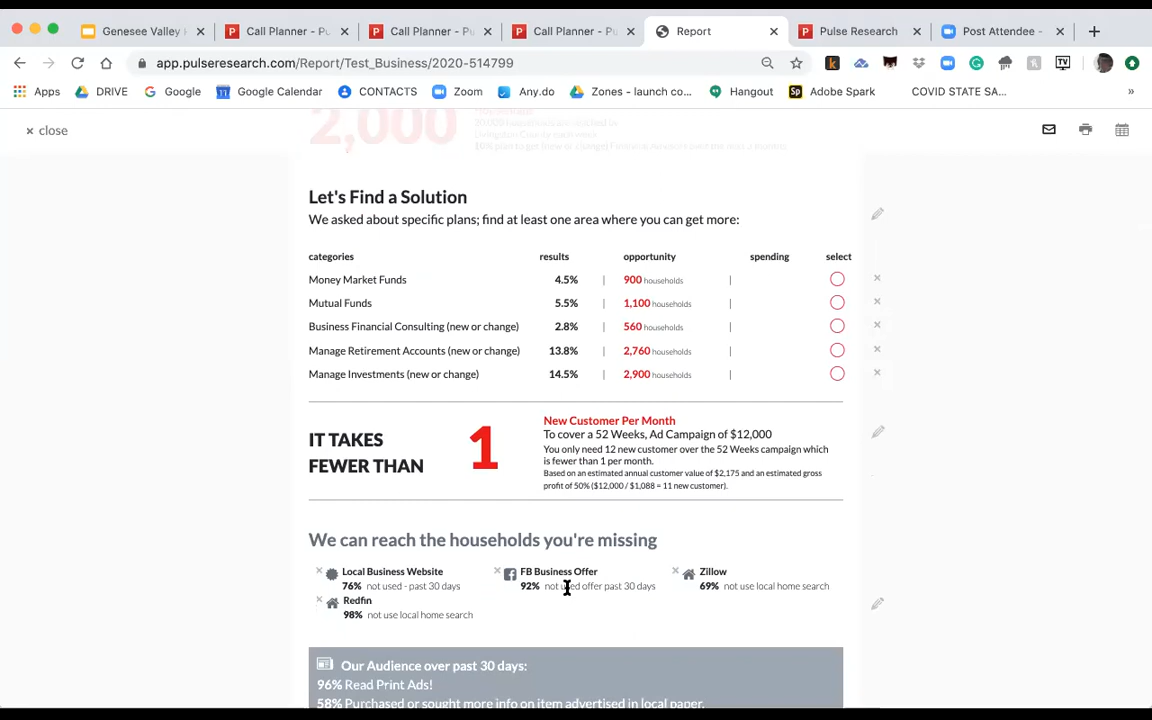 Genesee Valley
Call Planner - Pu
Call Planner - Pu
Call Planner - Pu
Report
Pulse Research
Post Attendee -
app.pulseresearch.com/Report/Test_Business/2020-514799
Apps
DRIVE
Google
Google Calendar
CONTACTS
Zoom
Any.do
Zones - launch co...
Hangout
Adobe Spark
COVID STATE SA...
× close
2,000
20,000 households are reached in
Livingston County each week
Let's Find a Solution
We asked about specific plans; find at least one area where you can get more:
categories results opportunity spending select
Money Market Funds 4.5% | 900 households |
Mutual Funds 5.5% | 1,100 households |
Business Financial Consulting (new or change) 2.8% | 560 households |
Manage Retirement Accounts (new or change) 13.8% | 2,760 households |
Manage Investments (new or change) 14.5% | 2,900 households |
IT TAKES
FEWER THAN
1
New Customer Per Month
To cover a 52 Weeks, Ad Campaign of $12,000
You only need 12 new customer over the 52 Weeks campaign which
is fewer than 1 per month.
Based on an estimated annual customer value of $2,175 and an estimated gross
profit of 50% ($12,000 / $1,088 = 11 new customer).
We can reach the households you're missing
Local Business Website
76% not used - past 30 days
FB Business Offer
92% not used offer past 30 days
Zillow
69% not use local home search
Redfin
98% not use local home search
Our Audience over past 30 days:
96% Read Print Ads!
58% Purchased or sought more info on item advertised in local paper.